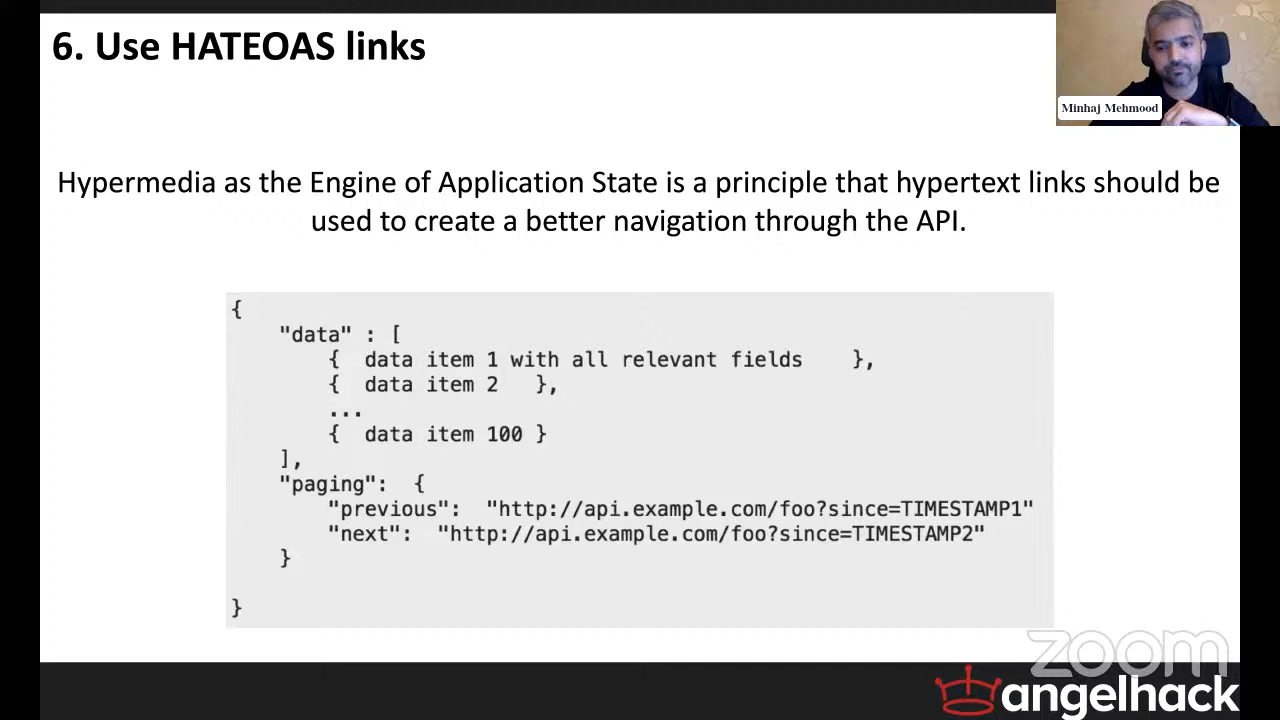 6. Use HATEOAS links
Minhaj Mehmood
Hypermedia as the Engine of Application State is a principle that hypertext links should be
used to create a better navigation through the API.
{
    "data" : [
        {  data item 1 with all relevant fields    },
        {  data item 2   },
        ...
        {  data item 100 }
    ],
    "paging":  {
        "previous":  "http://api.example.com/foo?since=TIMESTAMP1"
        "next":  "http://api.example.com/foo?since=TIMESTAMP2"
    }
}
zoom
angelhack